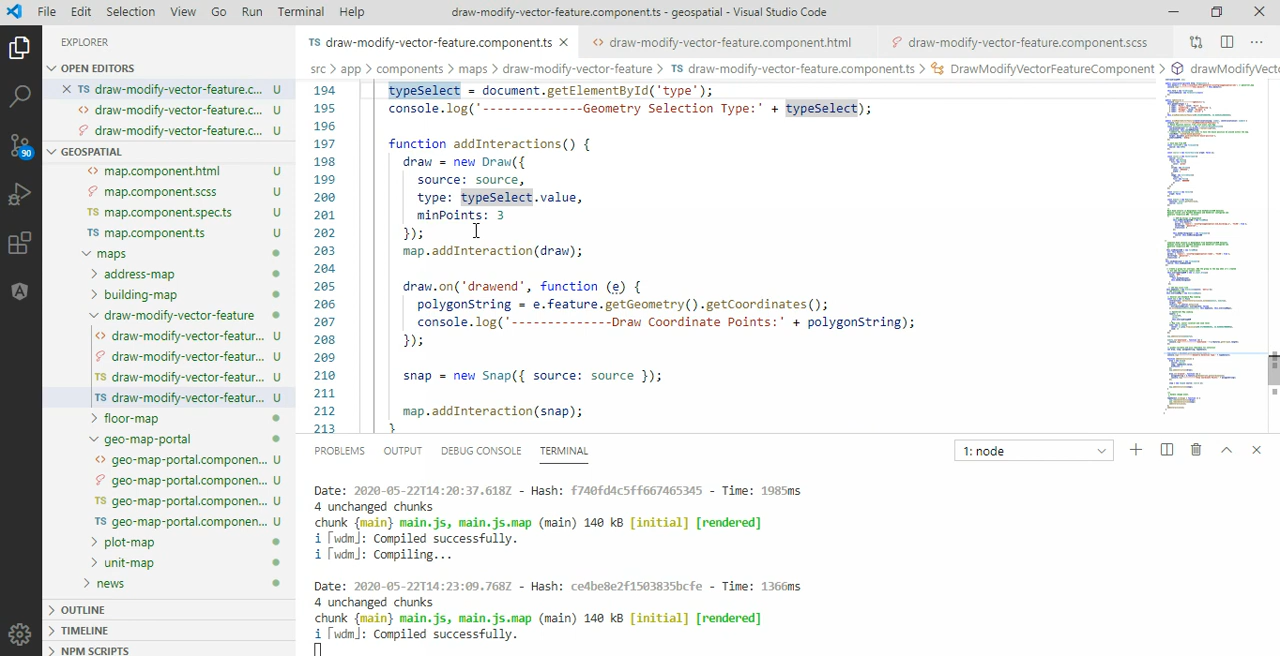 File Edit Selection View Go Run Terminal Help draw-modify-vector-feature.component.ts - geospatial - Visual Studio Code
EXPLORER
TS draw-modify-vector-feature.component.ts × <> draw-modify-vector-feature.component.html draw-modify-vector-feature.component.scss
OPEN EDITORS
src > app > components > maps > draw-modify-vector-feature > TS draw-modify-vector-feature.component.ts > DrawModifyVectorFeatureComponent > drawModifyVecto
× TS draw-modify-vector-feature.c... U
<> draw-modify-vector-feature.c... U
draw-modify-vector-feature.c... U
GEOSPATIAL
90
<> map.component.html U
map.component.scss U
TS map.component.spec.ts U
TS map.component.ts U
maps
address-map
building-map
draw-modify-vector-feature
<> draw-modify-vector-featur... U
draw-modify-vector-featur... U
TS draw-modify-vector-featur... U
TS draw-modify-vector-featur... U
floor-map
geo-map-portal
<> geo-map-portal.componen... U
geo-map-portal.componen... U
TS geo-map-portal.componen... U
TS geo-map-portal.componen... U
plot-map
unit-map
news
OUTLINE
TIMELINE
NPM SCRIPTS
194 typeSelect ument.getElementById('type');
195 console.log('--------------Geometry Selection Type:' + typeSelect);
196
197 function addInteractions() {
198 draw = new Draw({
199 source: source,
200 type: typeSelect.value,
201 minPoints: 3
202 });
203 map.addInteraction(draw);
204
205 draw.on( ', function (e) {
206 polygonString = e.feature.getGeometry().getCoordinates();
207 console.log('--------------Draw Coordinate Points:' + polygonString);
208 });
209
210 snap = new Snap({ source: source });
211
212 map.addInteraction(snap);
213 }
PROBLEMS OUTPUT DEBUG CONSOLE TERMINAL 1: node
Date: 2020-05-22T14:20:37.618Z - Hash: f740fd4c5ff667465345 - Time: 1985ms
4 unchanged chunks
chunk {main} main.js, main.js.map (main) 140 kB [initial] [rendered]
i ｢wdm｣: Compiled successfully.
i ｢wdm｣: Compiling...
Date: 2020-05-22T14:23:09.768Z - Hash: ce4be8e2f1503835bcfe - Time: 1366ms
4 unchanged chunks
chunk {main} main.js, main.js.map (main) 140 kB [initial] [rendered]
i ｢wdm｣: Compiled successfully.